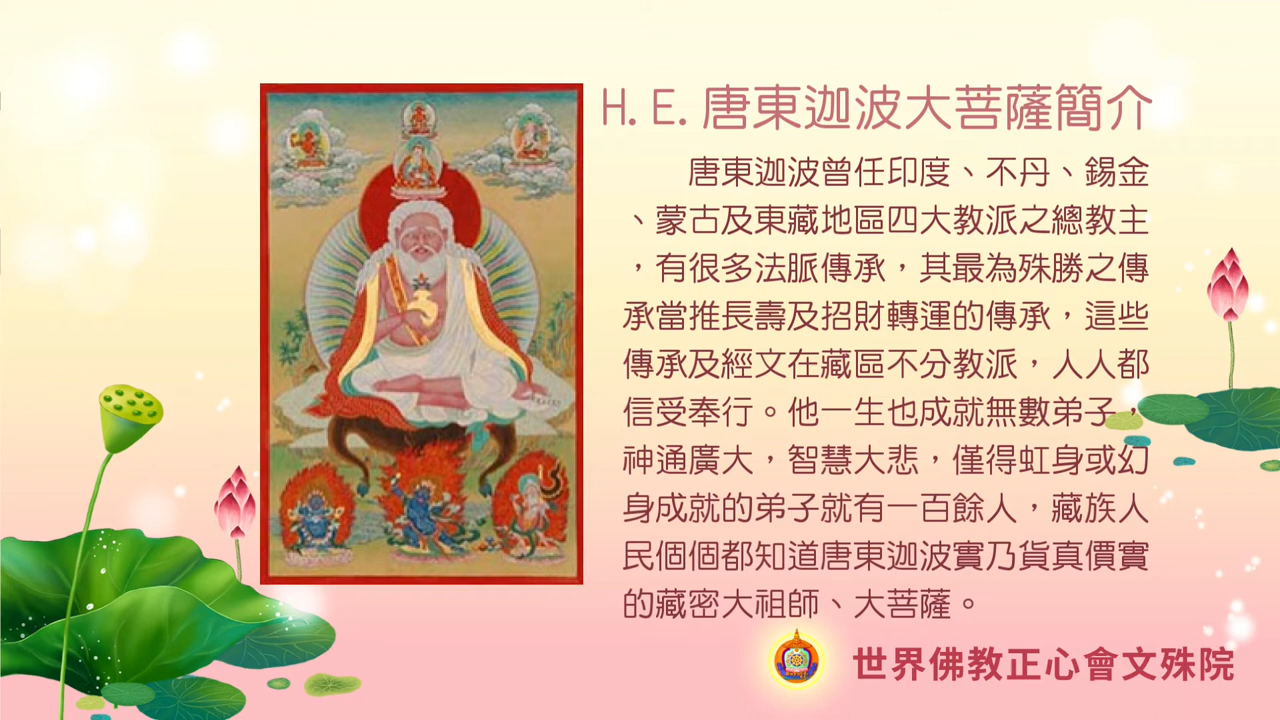 H. E. 唐東迦波大菩薩簡介
唐東迦波曾任印度、不丹、錫金
、蒙古及東藏地區四大教派之總教主
，有很多法脈傳承，其最為殊勝之傳
承當推長壽及招財轉運的傳承，這些
傳承及經文在藏區不分教派，人人都
信受奉行。他一生也成就無數弟子，
神通廣大，智慧大悲，僅得虹身或幻
身成就的弟子就有一百餘人，藏族人
民個個都知道唐東迦波實乃貨真價實
的藏密大祖師、大菩薩。
世界佛教正心會文殊院